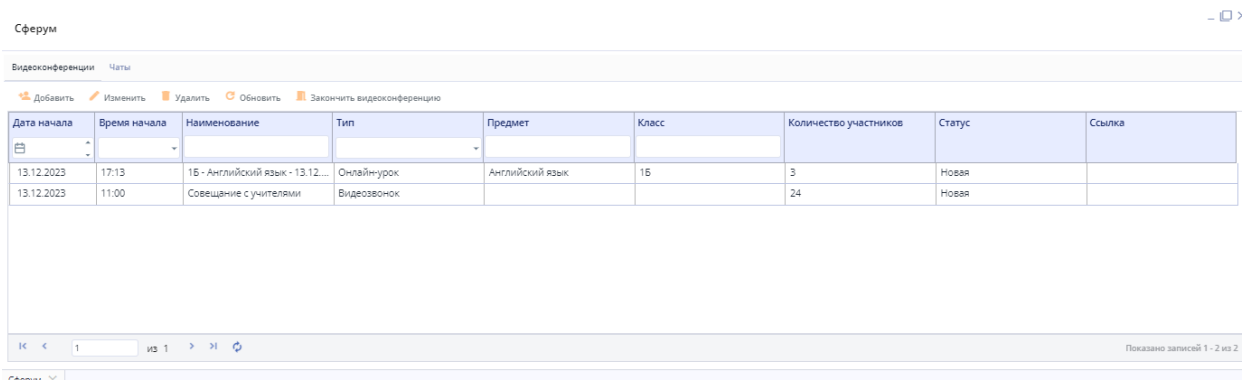 Сферум
Видеоконференции Чаты
Добавить Изменить Удалить Обновить Закончить видеоконференцию
Дата начала Время начала Наименование Тип Предмет Класс Количество участников Статус Ссылка
13.12.2023 17:13 1Б - Английский язык - 13.12.... Онлайн-урок Английский язык 1Б 3 Новая
13.12.2023 11:00 Совещание с учителями Видеозвонок 24 Новая
1 из 1 Показано записей 1 - 2 из 2
Сферум